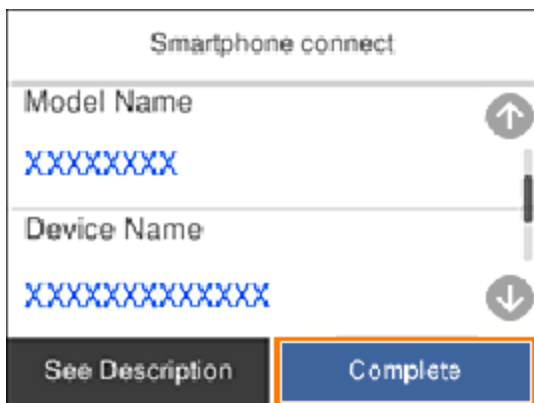 Smartphone connect
Model Name
XXXXXXXX
Device Name
XXXXXXXXXXXXX
See Description
Complete